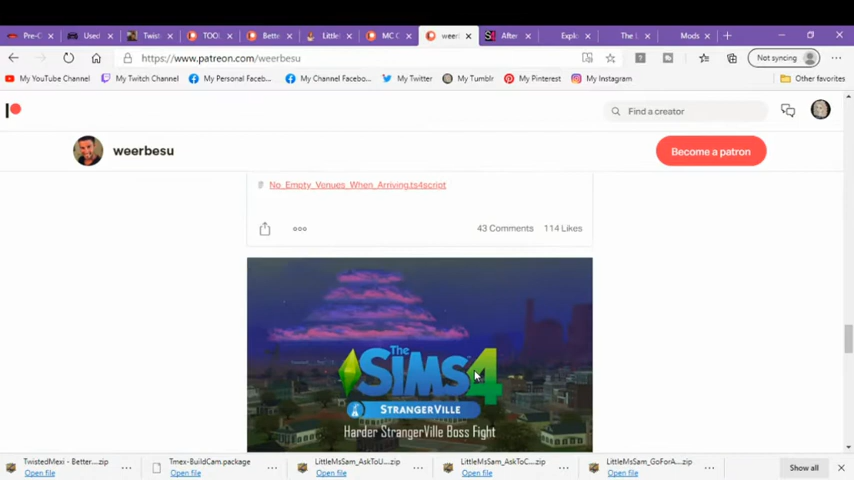 Pre-C
Used
Twist
TOOL
Bette
Little
MC C
weer
After
Explo
The L
Mods
https://www.patreon.com/weerbesu
Not syncing
My YouTube Channel
My Twitch Channel
My Personal Faceb...
My Channel Facebo...
My Twitter
My Tumblr
My Pinterest
My Instagram
Other favorites
Find a creator
weerbesu
Become a patron
No_Empty_Venues_When_Arriving.ts4script
43 Comments 114 Likes
The
SIMS 4
STRANGERVILLE
Harder StrangerVille Boss Fight
TwistedMexi - Better....zip
Open file
Tmex-BuildCam.package
Open file
LittleMsSam_AskToU....zip
Open file
LittleMsSam_AskToC....zip
Open file
LittleMsSam_GoForA....zip
Open file
Show all